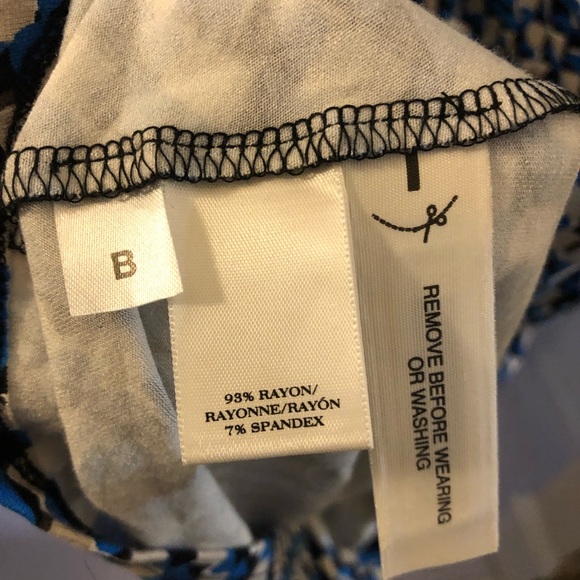 B
93% RAYON/
RAYONNE/RAYÓN
7% SPANDEX
REMOVE BEFORE WEARING
OR WASHING